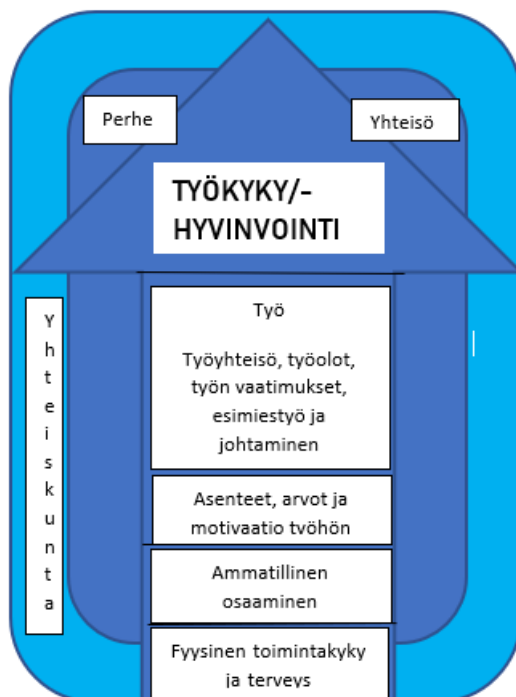 Perhe
Yhteisö
TYÖKYKY/-
HYVINVOINTI
Yhteiskunta
Työ
Työyhteisö, työolot,
työn vaatimukset,
esimiestyö ja
johtaminen
Asenteet, arvot ja
motivaatio työhön
Ammatillinen
osaaminen
Fyysinen toimintakyky
ja terveys